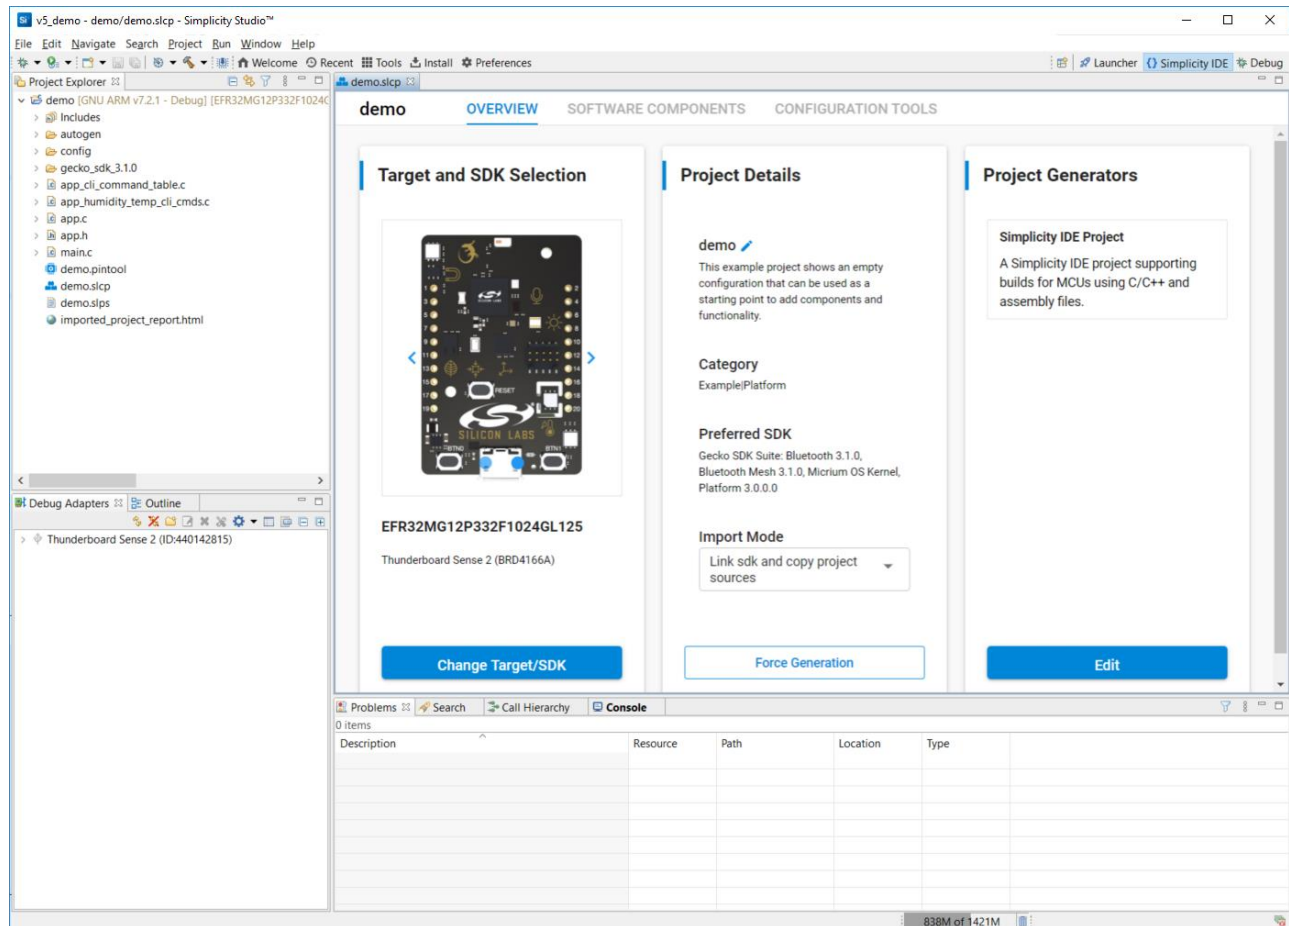 v5_demo - demo/demo.slcp - Simplicity Studio™
File Edit Navigate Search Project Run Window Help
Welcome Recent Tools Install Preferences
Launcher {} Simplicity IDE Debug
Project Explorer
demo [GNU ARM v7.2.1 - Debug] [EFR32MG12P332F1024G
Includes
autogen
config
gecko_sdk_3.1.0
app_cli_command_table.c
app_humidity_temp_cli_cmds.c
app.c
app.h
main.c
demo.pintool
demo.slcp
demo.slps
imported_project_report.html
Debug Adapters Outline
Thunderboard Sense 2 (ID:440142815)
demo.slcp
demo OVERVIEW SOFTWARE COMPONENTS CONFIGURATION TOOLS
Target and SDK Selection
RESET
SILICON LABS
BTN0 BTN1
EFR32MG12P332F1024GL125
Thunderboard Sense 2 (BRD4166A)
Change Target/SDK
Project Details
demo
This example project shows an empty
configuration that can be used as a
starting point to add components and
functionality.
Category
Example|Platform
Preferred SDK
Gecko SDK Suite: Bluetooth 3.1.0,
Bluetooth Mesh 3.1.0, Micrium OS Kernel,
Platform 3.0.0.0
Import Mode
Link sdk and copy project
sources
Force Generation
Project Generators
Simplicity IDE Project
A Simplicity IDE project supporting
builds for MCUs using C/C++ and
assembly files.
Edit
Problems Search Call Hierarchy Console
0 items
Description Resource Path Location Type
838M of 1421M